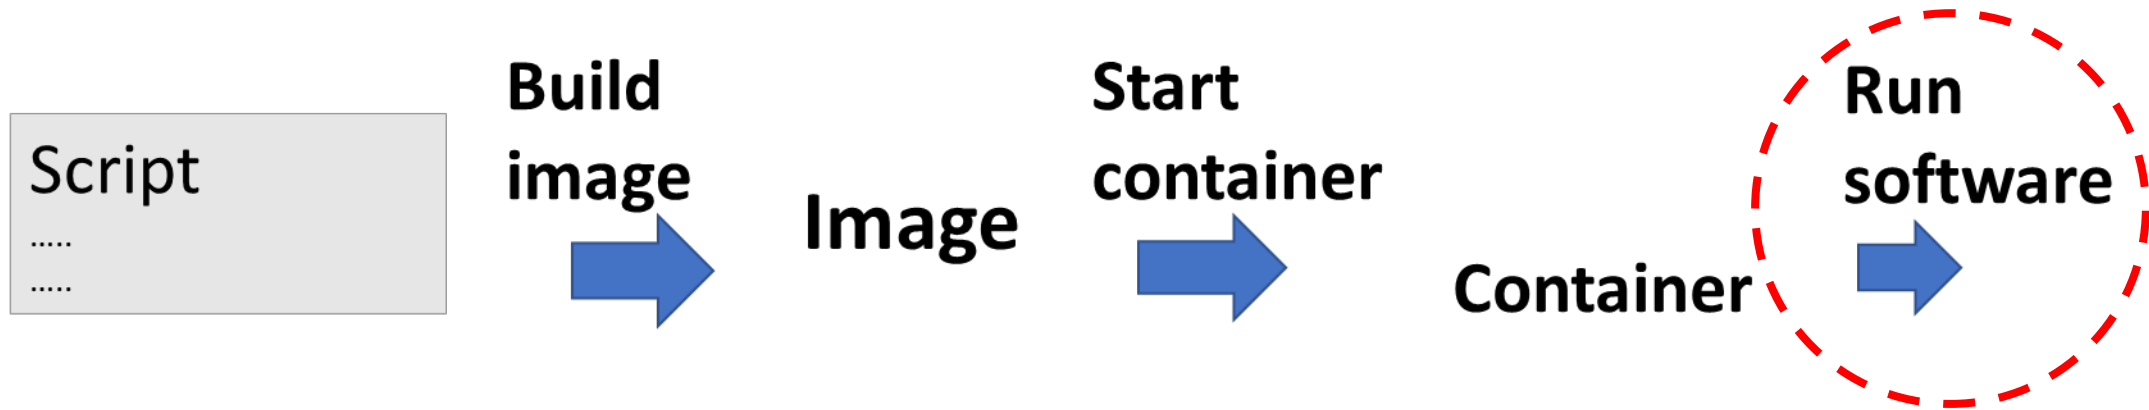 Script
.....
.....
Build
image
Image
Start
container
Container
Run
software